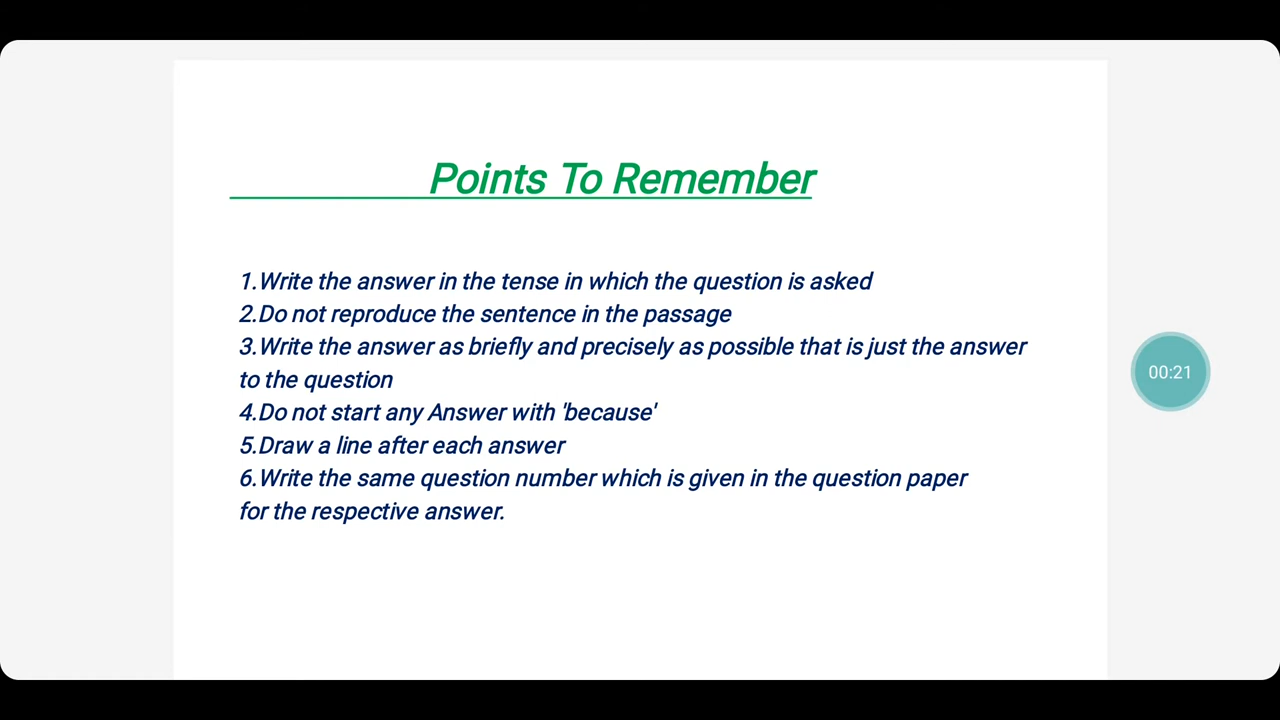 Points To Remember
1.Write the answer in the tense in which the question is asked
2.Do not reproduce the sentence in the passage
3.Write the answer as briefly and precisely as possible that is just the answer
to the question
4.Do not start any Answer with 'because'
5.Draw a line after each answer
6.Write the same question number which is given in the question paper
for the respective answer.
00:21